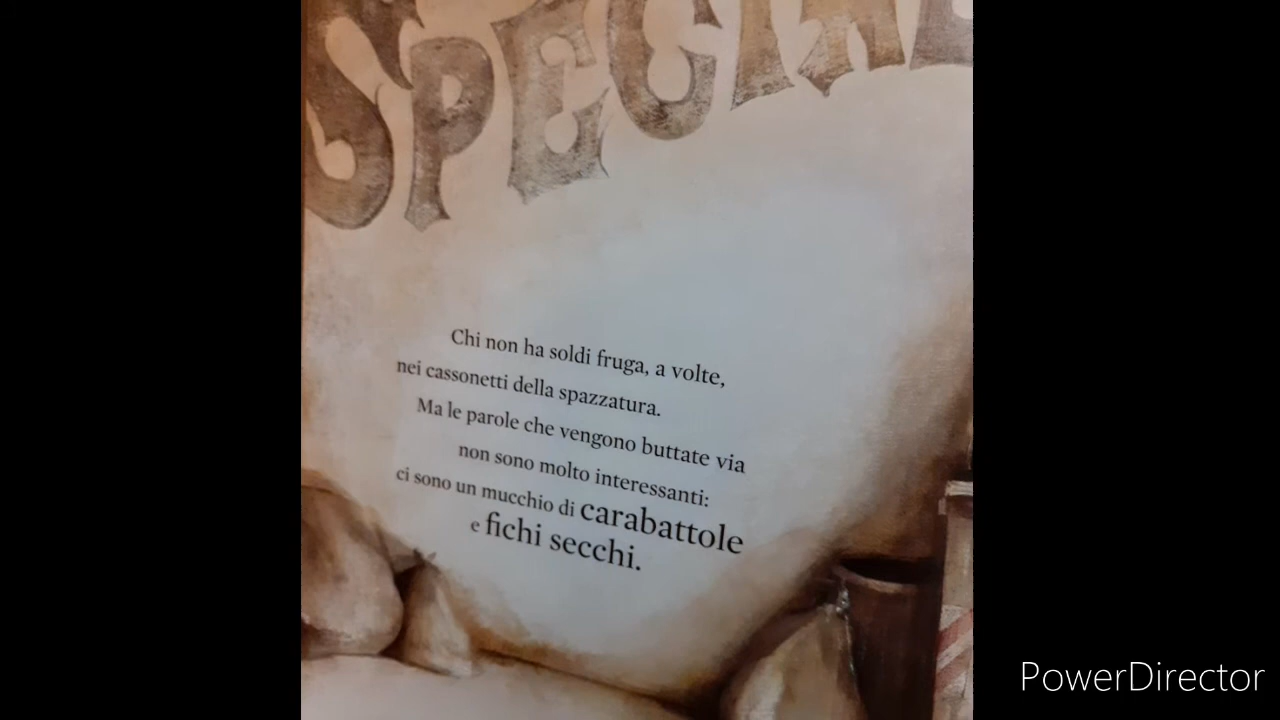 SPECIAL
Chi non ha soldi fruga, a volte,
nei cassonetti della spazzatura.
Ma le parole che vengono buttate via
non sono molto interessanti:
ci sono un mucchio di carabattole
e fichi secchi.
PowerDirector